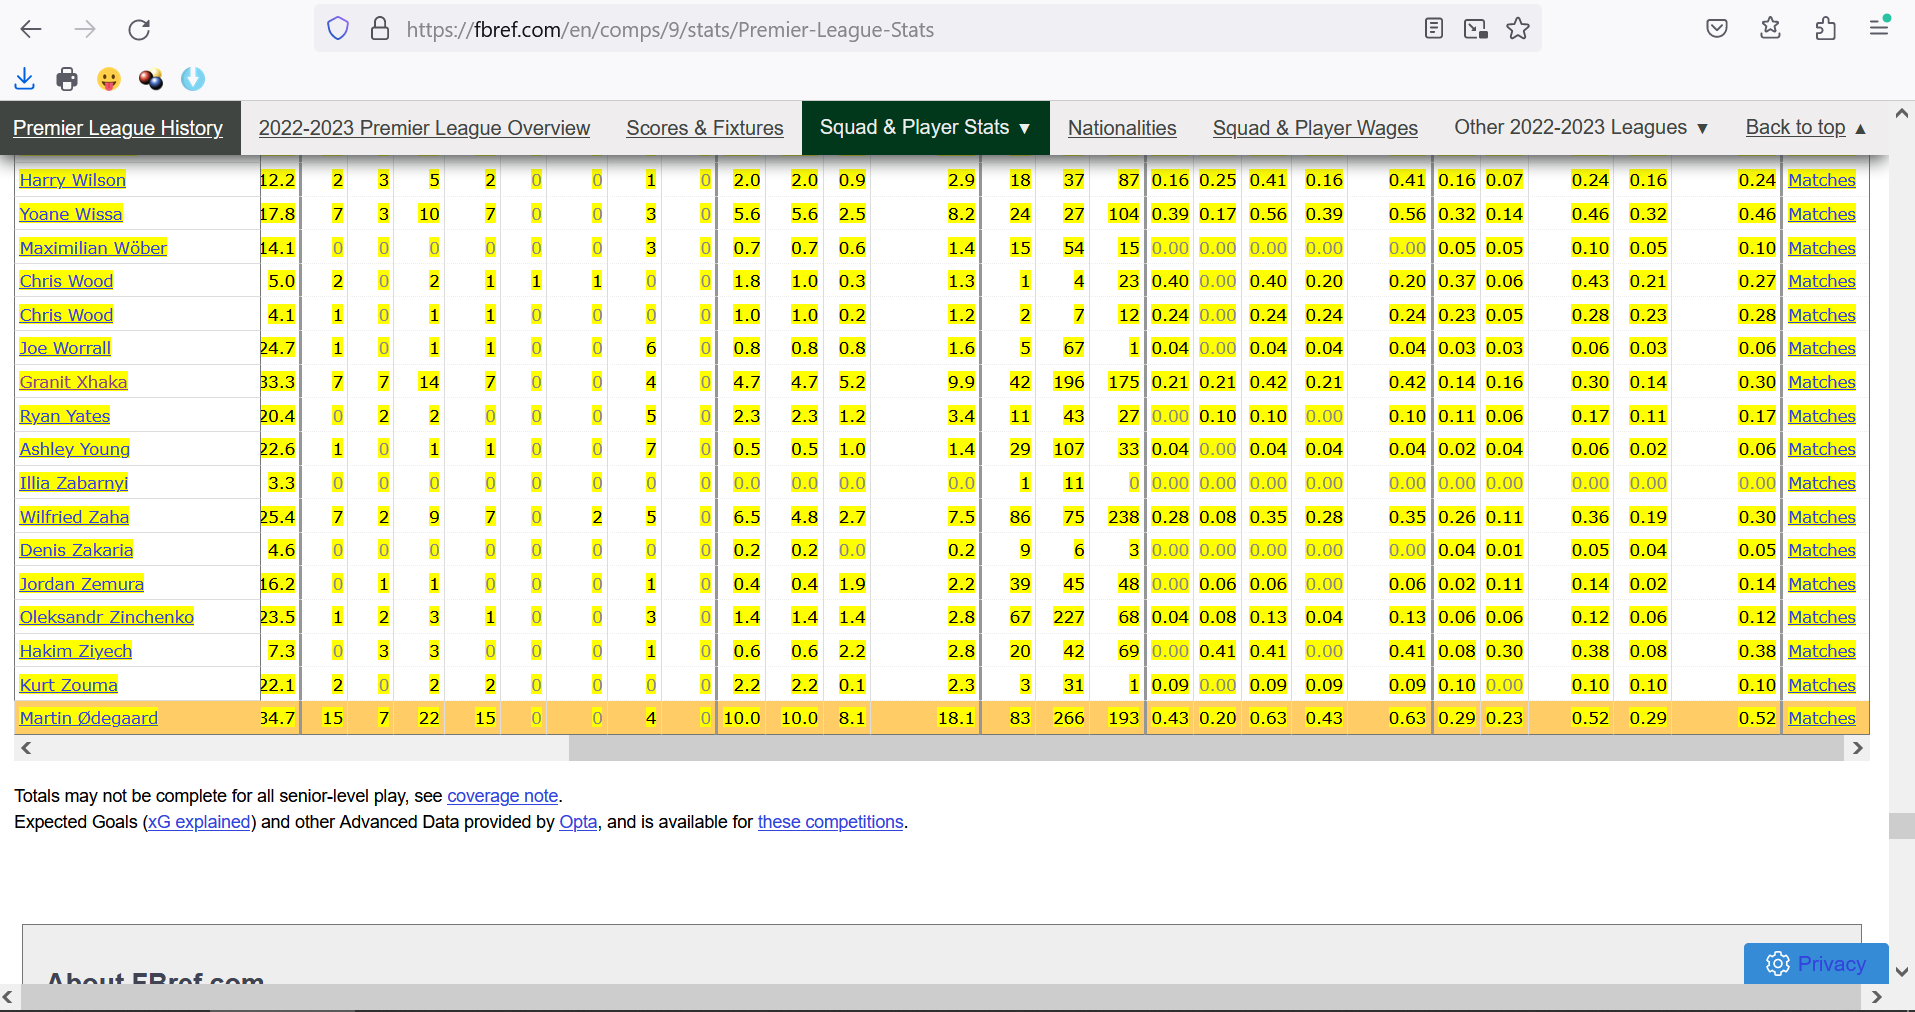 https://fbref.com/en/comps/9/stats/Premier-League-Stats
Premier League History 2022-2023 Premier League Overview Scores & Fixtures Squad & Player Stats ▼ Nationalities Squad & Player Wages Other 2022-2023 Leagues ▼ Back to top ▲
Harry Wilson 12.2 2 3 5 2 0 0 1 0 2.0 2.0 0.9 2.9 18 37 87 0.16 0.25 0.41 0.16 0.41 0.16 0.07 0.24 0.16 0.24 Matches
Yoane Wissa 17.8 7 3 10 7 0 0 3 0 5.6 5.6 2.5 8.2 24 27 104 0.39 0.17 0.56 0.39 0.56 0.32 0.14 0.46 0.32 0.46 Matches
Maximilian Wöber 14.1 0 0 0 0 0 0 3 0 0.7 0.7 0.6 1.4 15 54 15 0.00 0.00 0.00 0.00 0.00 0.05 0.05 0.10 0.05 0.10 Matches
Chris Wood 5.0 2 0 2 1 1 1 0 0 1.8 1.0 0.3 1.3 1 4 23 0.40 0.00 0.40 0.20 0.20 0.37 0.06 0.43 0.21 0.27 Matches
Chris Wood 4.1 1 0 1 1 0 0 0 0 1.0 1.0 0.2 1.2 2 7 12 0.24 0.00 0.24 0.24 0.24 0.23 0.05 0.28 0.23 0.28 Matches
Joe Worrall 24.7 1 0 1 1 0 0 6 0 0.8 0.8 0.8 1.6 5 67 1 0.04 0.00 0.04 0.04 0.04 0.03 0.03 0.06 0.03 0.06 Matches
Granit Xhaka 33.3 7 7 14 7 0 0 4 0 4.7 4.7 5.2 9.9 42 196 175 0.21 0.21 0.42 0.21 0.42 0.14 0.16 0.30 0.14 0.30 Matches
Ryan Yates 20.4 0 2 2 0 0 0 5 0 2.3 2.3 1.2 3.4 11 43 27 0.00 0.10 0.10 0.00 0.10 0.11 0.06 0.17 0.11 0.17 Matches
Ashley Young 22.6 1 0 1 1 0 0 7 0 0.5 0.5 1.0 1.4 29 107 33 0.04 0.00 0.04 0.04 0.04 0.02 0.04 0.06 0.02 0.06 Matches
Illia Zabarnyi 3.3 0 0 0 0 0 0 0 0 0.0 0.0 0.0 0.0 1 11 0 0.00 0.00 0.00 0.00 0.00 0.00 0.00 0.00 0.00 0.00 Matches
Wilfried Zaha 25.4 7 2 9 7 0 2 5 0 6.5 4.8 2.7 7.5 86 75 238 0.28 0.08 0.35 0.28 0.35 0.26 0.11 0.36 0.19 0.30 Matches
Denis Zakaria 4.6 0 0 0 0 0 0 0 0 0.2 0.2 0.0 0.2 9 6 3 0.00 0.00 0.00 0.00 0.00 0.04 0.01 0.05 0.04 0.05 Matches
Jordan Zemura 16.2 0 1 1 0 0 0 1 0 0.4 0.4 1.9 2.2 39 45 48 0.00 0.06 0.06 0.00 0.06 0.02 0.11 0.14 0.02 0.14 Matches
Oleksandr Zinchenko 23.5 1 2 3 1 0 0 3 0 1.4 1.4 1.4 2.8 67 227 68 0.04 0.08 0.13 0.04 0.13 0.06 0.06 0.12 0.06 0.12 Matches
Hakim Ziyech 7.3 0 3 3 0 0 0 1 0 0.6 0.6 2.2 2.8 20 42 69 0.00 0.41 0.41 0.00 0.41 0.08 0.30 0.38 0.08 0.38 Matches
Kurt Zouma 22.1 2 0 2 2 0 0 0 0 2.2 2.2 0.1 2.3 3 31 1 0.09 0.00 0.09 0.09 0.09 0.10 0.00 0.10 0.10 0.10 Matches
Martin Ødegaard 34.7 15 7 22 15 0 0 4 0 10.0 10.0 8.1 18.1 83 266 193 0.43 0.20 0.63 0.43 0.63 0.29 0.23 0.52 0.29 0.52 Matches
Totals may not be complete for all senior-level play, see coverage note.
Expected Goals (xG explained) and other Advanced Data provided by Opta, and is available for these competitions.
About FBref.com
Privacy